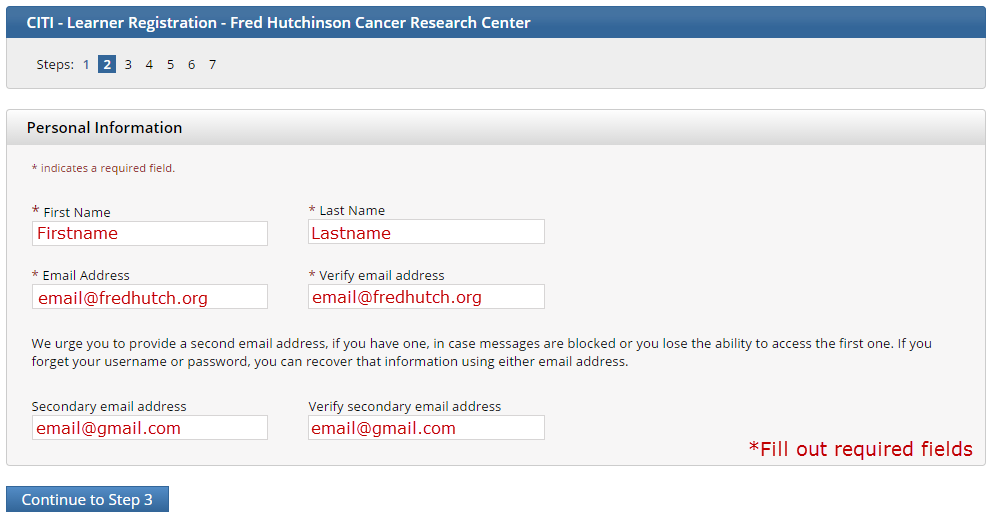 CITI - Learner Registration - Fred Hutchinson Cancer Research Center
Steps: 1 2 3 4 5 6 7
Personal Information
* indicates a required field.
* First Name
* Last Name
Firstname
Lastname
* Email Address
* Verify email address
email@fredhutch.org
email@fredhutch.org
We urge you to provide a second email address, if you have one, in case messages are blocked or you lose the ability to access the first one. If you
forget your username or password, you can recover that information using either email address.
Secondary email address
Verify secondary email address
email@gmail.com
email@gmail.com
*Fill out required fields
Continue to Step 3